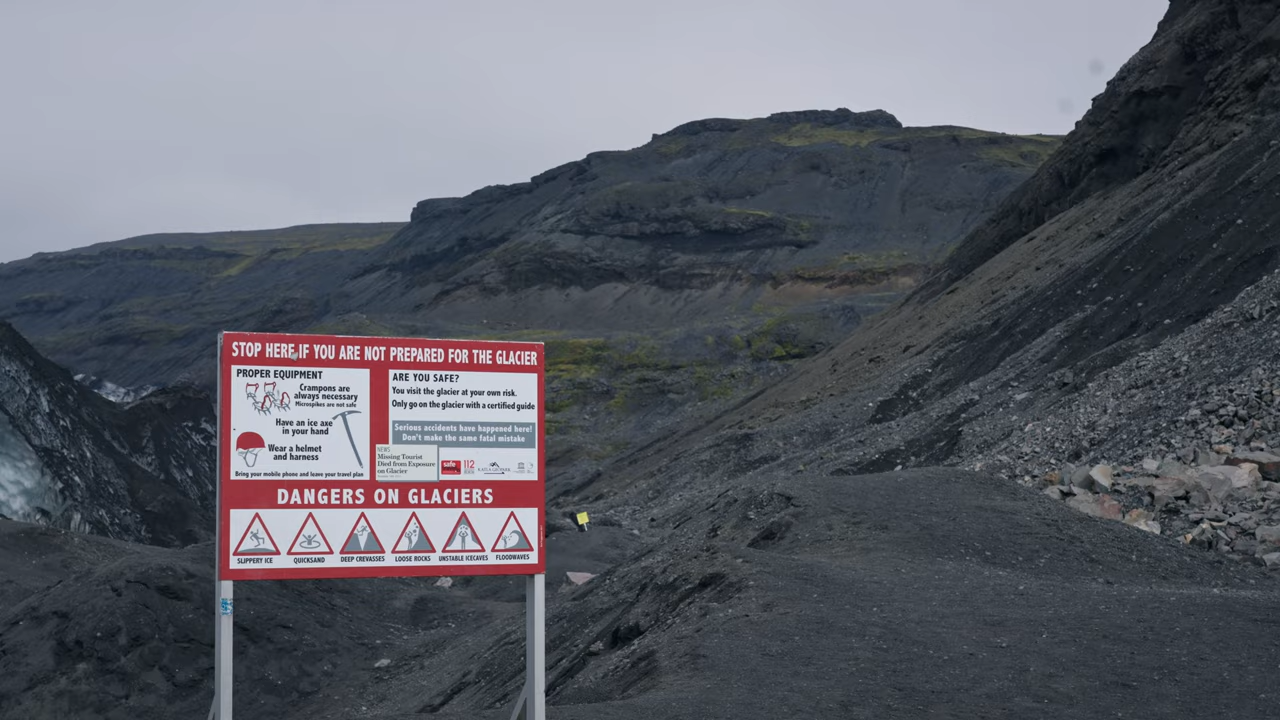 STOP HERE IF YOU ARE NOT PREPARED FOR THE GLACIER
PROPER EQUIPMENT
Crampons are
always necessary
Microspikes are not safe
Have an ice axe
in your hand
Wear a helmet
and harness
Bring your mobile phone and leave your travel plan
ARE YOU SAFE?
You visit the glacier at your own risk.
Only go on the glacier with a certified guide
Serious accidents have happened here!
Don't make the same fatal mistake
NEWS
Missing Tourist
Died from Exposure
on Glacier
safe
112
KATLA GEOPARK
DANGERS ON GLACIERS
SLIPPERY ICE
QUICKSAND
DEEP CREVASSES
LOOSE ROCKS
UNSTABLE ICECAVES
FLOODWAVES